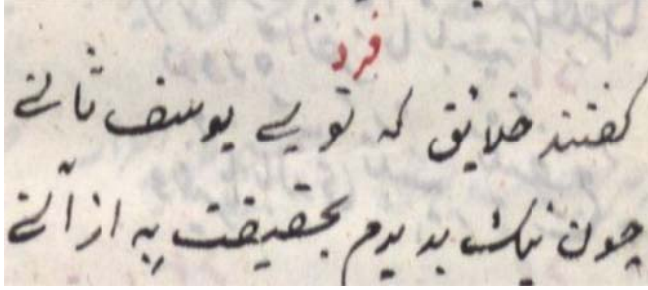 فرد
گفتند خلایق که تویی یوسف ثانی
چون نیک بدیدم بحقیقت به از آنی